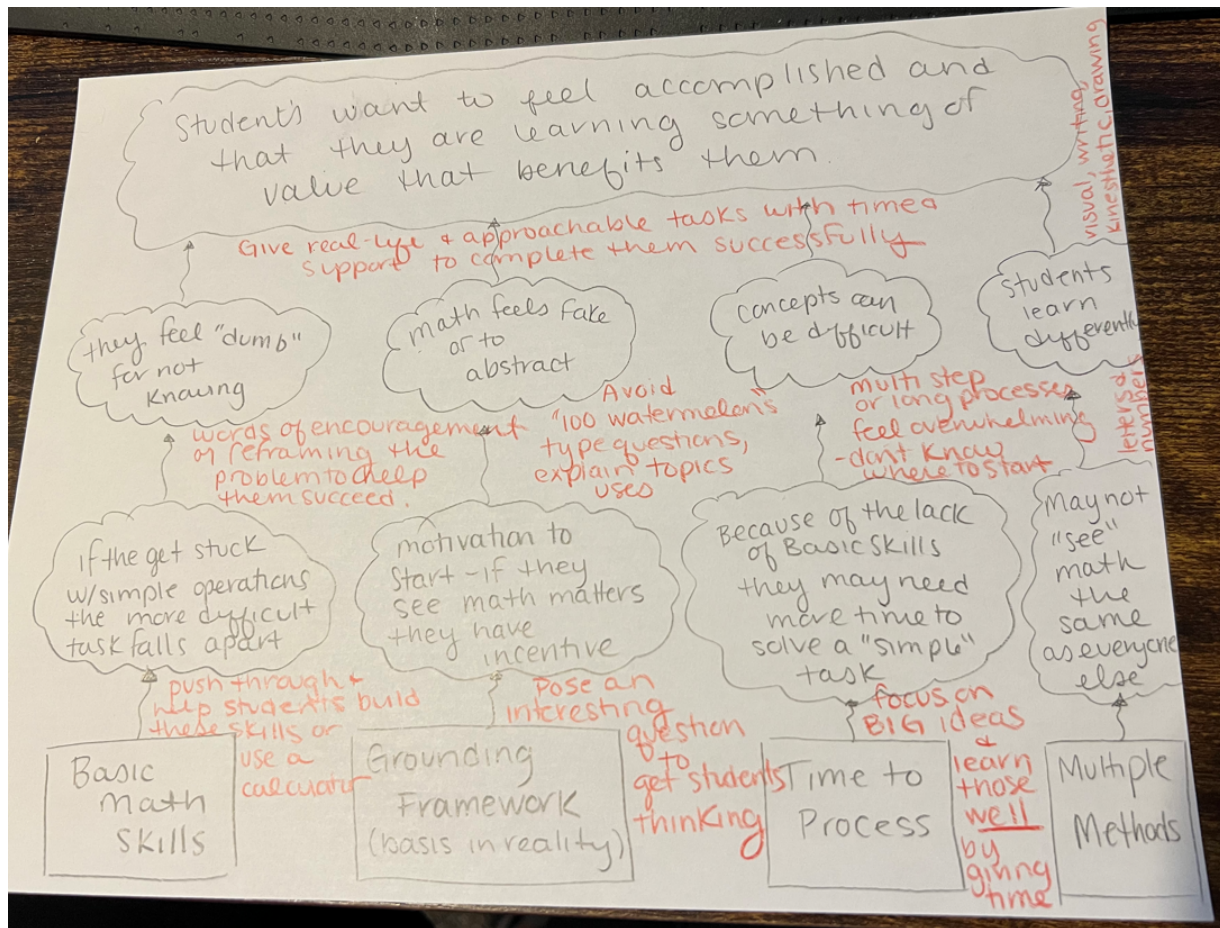 Student's want to feel accomplished and
that they are learning something of
value that benefits them.
visual, writing,
kinesthetic, drawing
Give real-life & approachable tasks with time &
support to complete them successfully
they feel "dumb"
for not
knowing
math feels fake
or to
abstract
concepts can
be difficult
students
learn
differently
words of encouragement
or reframing the
problem to help
them succeed.
Avoid
"100 watermelon's
type questions,
explain topics
uses
multi step
or long processes
feel overwhelming
- don't know
where to start
letters &
numbers
if the get stuck
w/simple operations
the more difficult
task falls apart
motivation to
start - if they
see math matters
they have
incentive
Because of the lack
of Basic skills
they may need
more time to
solve a "simple"
task
May not
"see"
math
the
same
as everyone
else
push through &
help students build
these skills or
use a
calculator
Pose an
interesting
question
to
get students
thinking
focus on
BIG ideas
&
learn
those
well
by
time
Basic
Math
Skills
Grounding
Framework
(basis in reality)
Time to
Process
Multiple
Methods